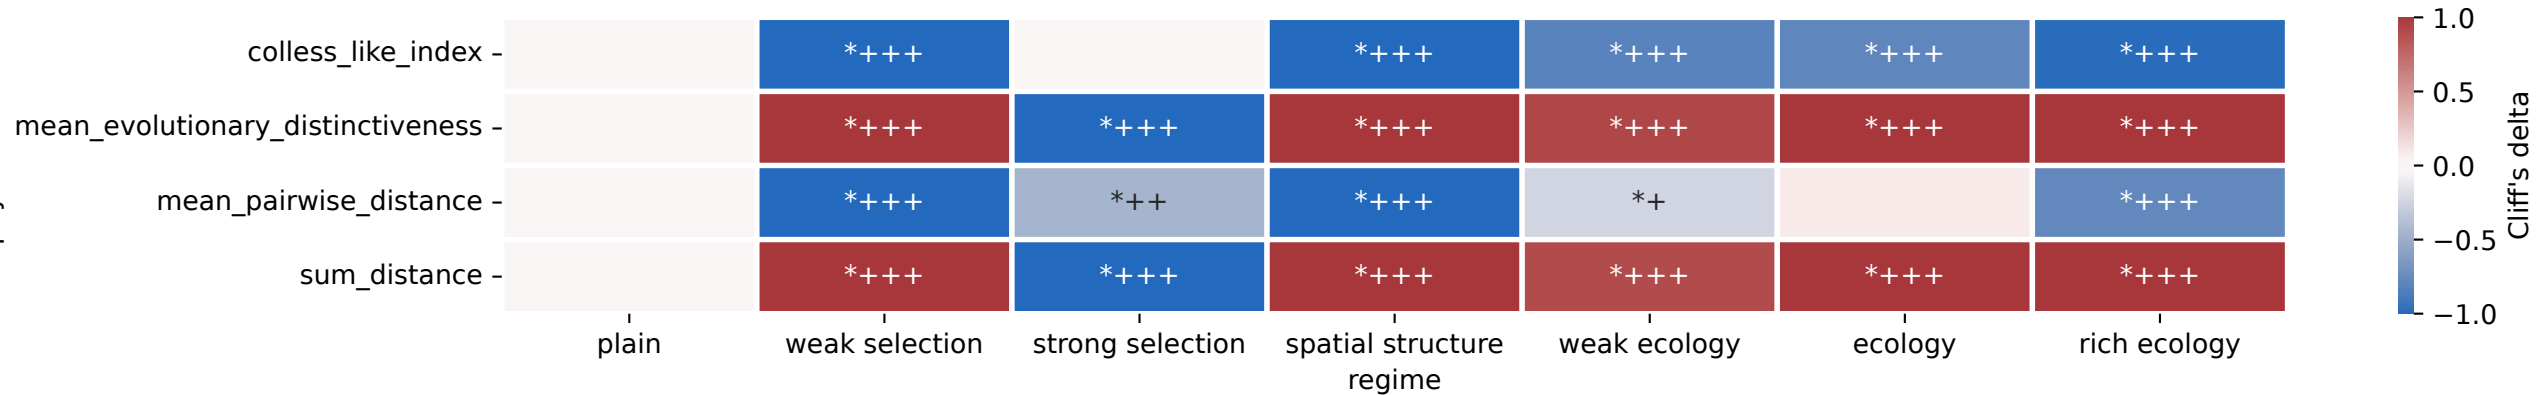 colless_like_index *+++ *+++ *+++ *+++ *+++
mean_evolutionary_distinctiveness *+++ *+++ *+++ *+++ *+++ *+++
mean_pairwise_distance *+++ *++ *+++ *+ *+++
sum_distance *+++ *+++ *+++ *+++ *+++ *+++
plain weak selection strong selection spatial structure weak ecology ecology rich ecology
regime
1.0
0.5
0.0
−0.5
−1.0
Cliff's delta